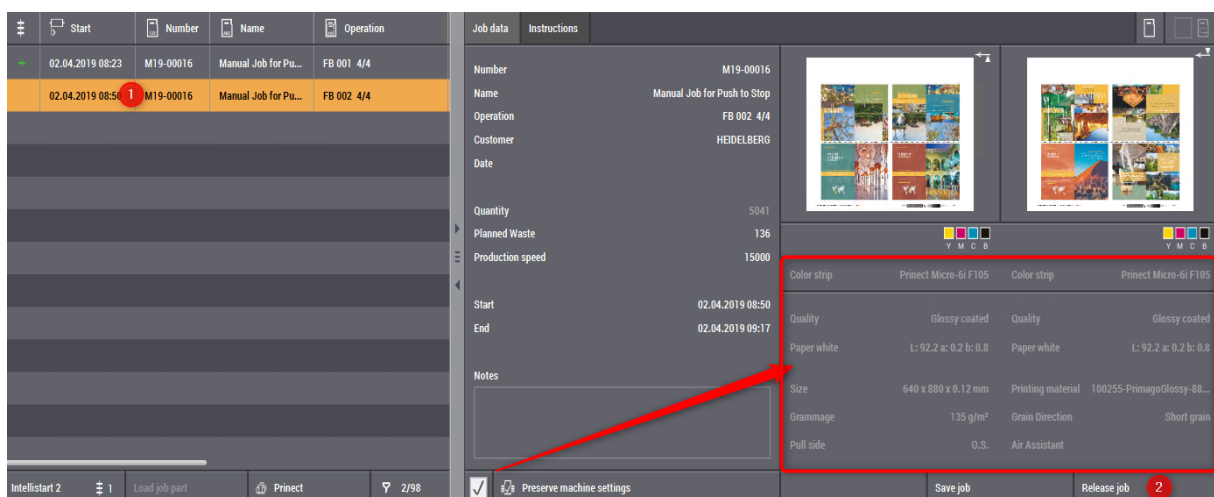 Start Number Name Operation
02.04.2019 08:23 M19-00016 Manual Job for Pu... FB 001 4/4
02.04.2019 08:50 1 M19-00016 Manual Job for Pu... FB 002 4/4
Intellistart 2 1 Load job part Prinect 2/98
Job data Instructions
Number M19-00016
Name Manual Job for Push to Stop
Operation FB 002 4/4
Customer HEIDELBERG
Date
Quantity 5041
Planned Waste 136
Production speed 15000
Start 02.04.2019 08:50
End 02.04.2019 09:17
Notes
Preserve machine settings
Y M C B Y M C B
Color strip Prinect Micro-6i F105 Color strip Prinect Micro-6i F105
Quality Glossy coated Quality Glossy coated
Paper white L: 92.2 a: 0.2 b: 0.8 Paper white L: 92.2 a: 0.2 b: 0.8
Size 640 x 880 x 0.12 mm Printing material 100255-PrimagoGlossy-88...
Grammage 135 g/m² Grain Direction Short grain
Pull side O.S. Air Assistant
Save job Release job 2